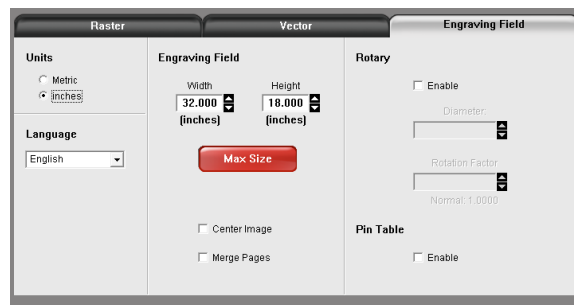 Raster
Vector
Engraving Field
Units
Metric
inches
Language
English
Engraving Field
Width
Height
32.000
18.000
(inches)
(inches)
Max Size
Center Image
Merge Pages
Rotary
Enable
Diameter:
Rotation Factor
Normal: 1.0000
Pin Table
Enable